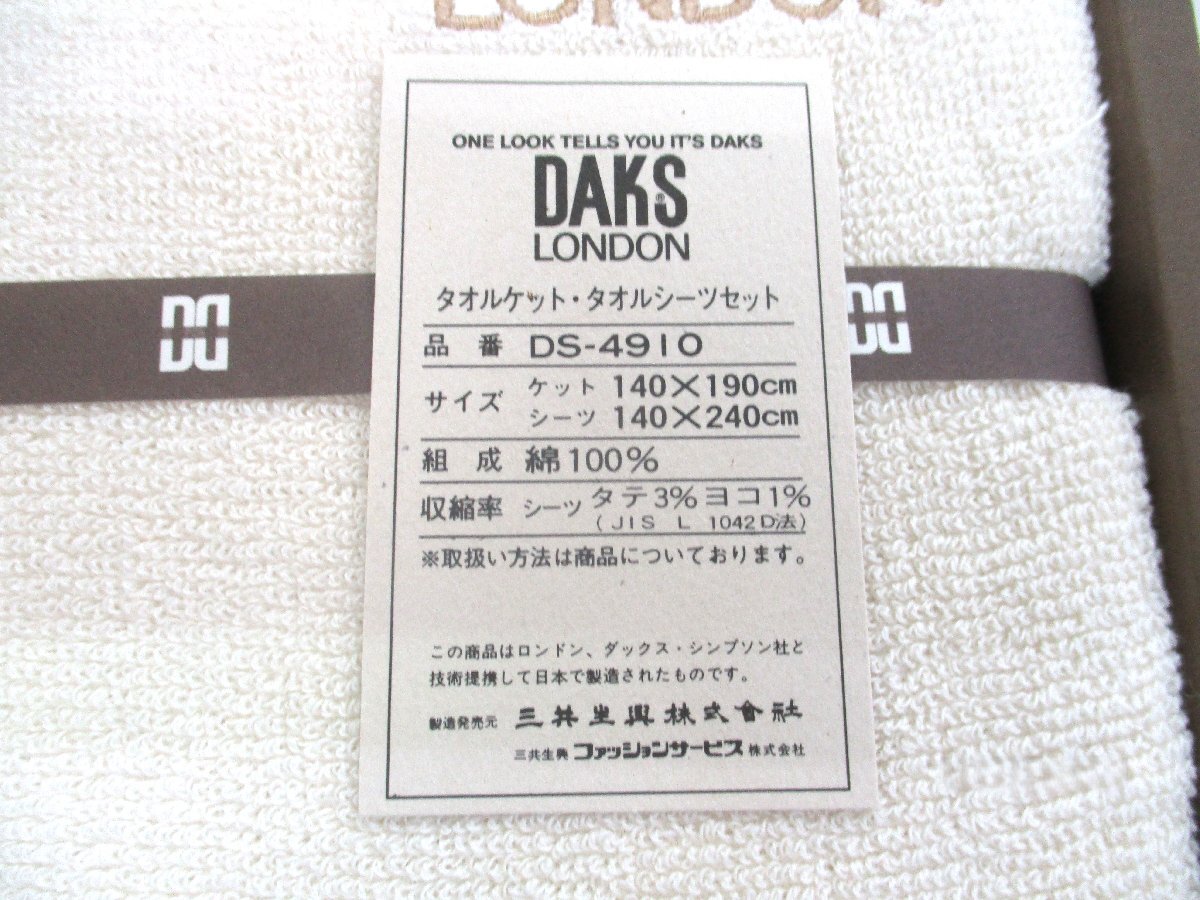 LONDON
ONE LOOK TELLS YOU IT'S DAKS
DAKS®
LONDON
タオルケット・タオルシーツセット
品番 DS-4910
サイズ ケット 140×190cm
シーツ 140×240cm
組成 綿100%
収縮率 シーツ タテ3% ヨコ1%
(JIS L 1042D法)
※取扱い方法は商品についております。
この商品はロンドン、ダックス・シンプソン社と
技術提携して日本で製造されたものです。
製造発売元 三共生興株式會社
三共生興ファッションサービス株式会社